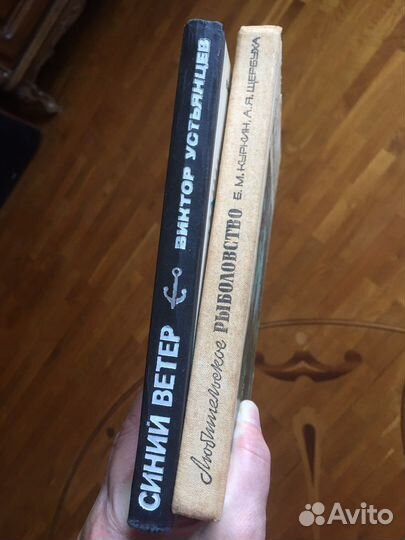 СИНИЙ ВЕТЕР ВИКТОР УСТЬЯНЦЕВ
Любительское РЫБОЛОВСТВО Б. М. КУРКИН, А. Я. ЩЕРБУХА
Avito